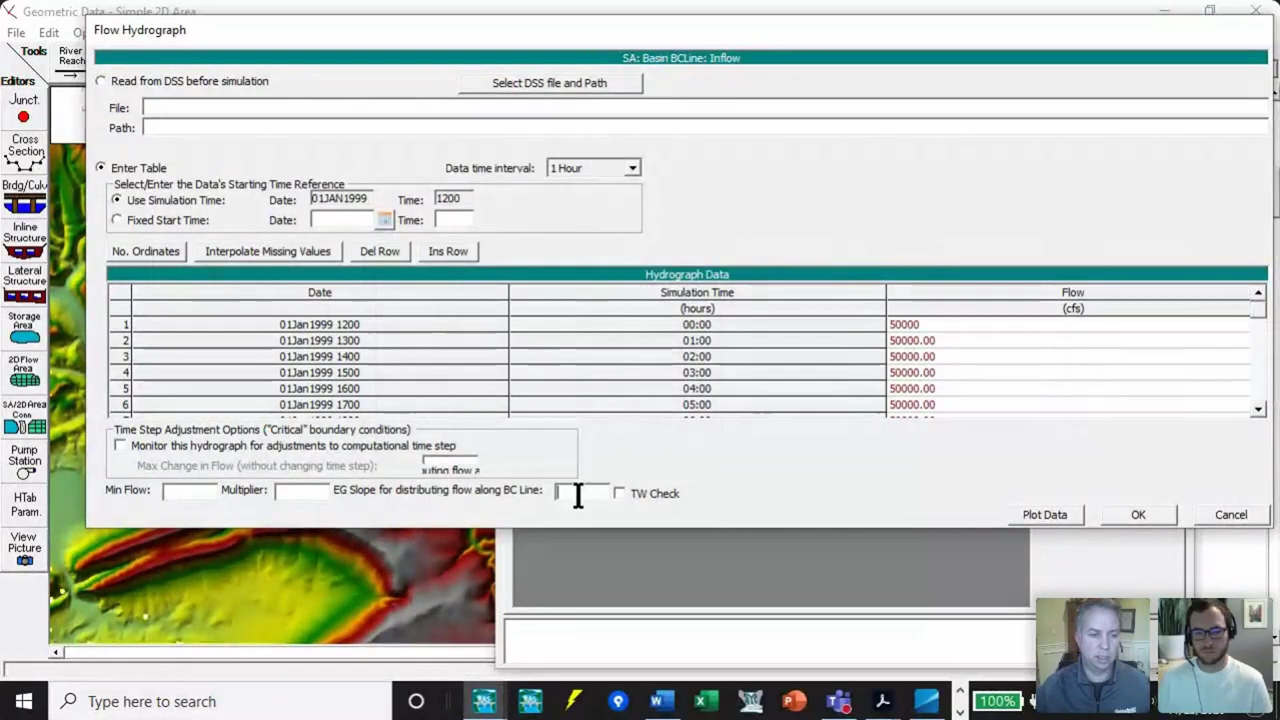 Geometric Data - Simple 2D Area
File Edit
Flow Hydrograph
Tools
River
Reach
Editors
Junct.
Cross
Section
Brdg/Culv
Inline
Structure
Lateral
Structure
Storage
Area
2D Flow
Area
SA/2D Area
Conn
Pump
Station
HTab
Param.
View
Picture
SA: Basin BCLine: Inflow
Read from DSS before simulation
Select DSS file and Path
File:
Path:
Enter Table
Data time interval: 1 Hour
Select/Enter the Data's Starting Time Reference
Use Simulation Time: Date: 01JAN1999 Time: 1200
Fixed Start Time: Date: Time:
No. Ordinates Interpolate Missing Values Del Row Ins Row
Hydrograph Data
Date Simulation Time Flow
(hours) (cfs)
1 01Jan1999 1200 00:00 50000
2 01Jan1999 1300 01:00 50000.00
3 01Jan1999 1400 02:00 50000.00
4 01Jan1999 1500 03:00 50000.00
5 01Jan1999 1600 04:00 50000.00
6 01Jan1999 1700 05:00 50000.00
Time Step Adjustment Options ("Critical" boundary conditions)
Monitor this hydrograph for adjustments to computational time step
Max Change in Flow (without changing time step):
Min Flow: Multiplier: EG Slope for distributing flow along BC Line: TW Check
Plot Data OK Cancel
Type here to search
100%